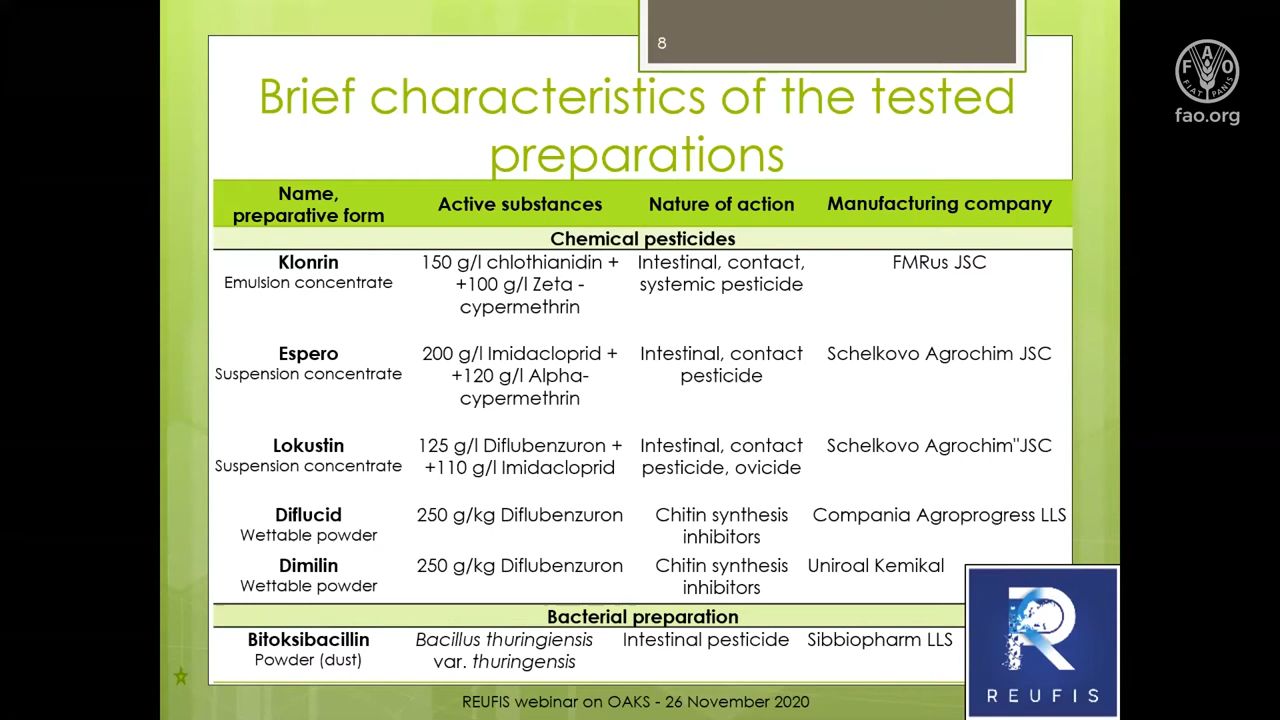 8
Brief characteristics of the tested
preparations
Name,
preparative form
Active substances
Nature of action
Manufacturing company
Chemical pesticides
Klonrin
Emulsion concentrate
150 g/l chlothianidin +
+100 g/l Zeta -
cypermethrin
Intestinal, contact,
systemic pesticide
FMRus JSC
Espero
Suspension concentrate
200 g/l Imidacloprid +
+120 g/l Alpha-
cypermethrin
Intestinal, contact
pesticide
Schelkovo Agrochim JSC
Lokustin
Suspension concentrate
125 g/l Diflubenzuron +
+110 g/l Imidacloprid
Intestinal, contact
pesticide, ovicide
Schelkovo Agrochim"JSC
Diflucid
Wettable powder
250 g/kg Diflubenzuron
Chitin synthesis
inhibitors
Compania Agroprogress LLS
Dimilin
Wettable powder
250 g/kg Diflubenzuron
Chitin synthesis
inhibitors
Uniroal Kemikal
Bacterial preparation
Bitoksibacillin
Powder (dust)
Bacillus thuringiensis
var. thuringensis
Intestinal pesticide
Sibbiopharm LLS
REUFIS webinar on OAKS - 26 November 2020
R
REUFIS
FAO
FIAT PANIS
fao.org